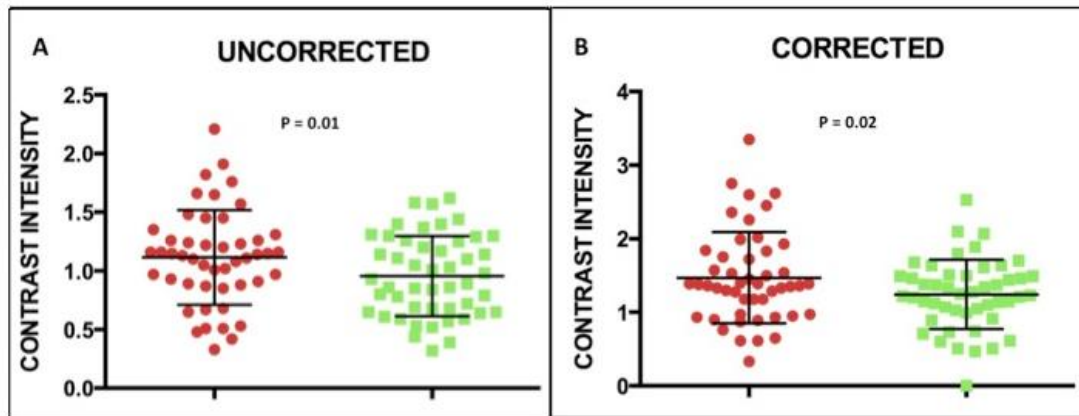 A
UNCORRECTED
CONTRAST INTENSITY
2.5
2.0
1.5
1.0
0.5
0.0
P = 0.01
B
CORRECTED
CONTRAST INTENSITY
4
3
2
1
0
P = 0.02